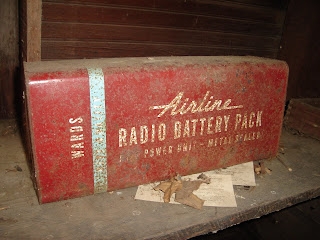 WARDS
Airline
RADIO BATTERY PACK
POWER UNIT - METAL SEALED